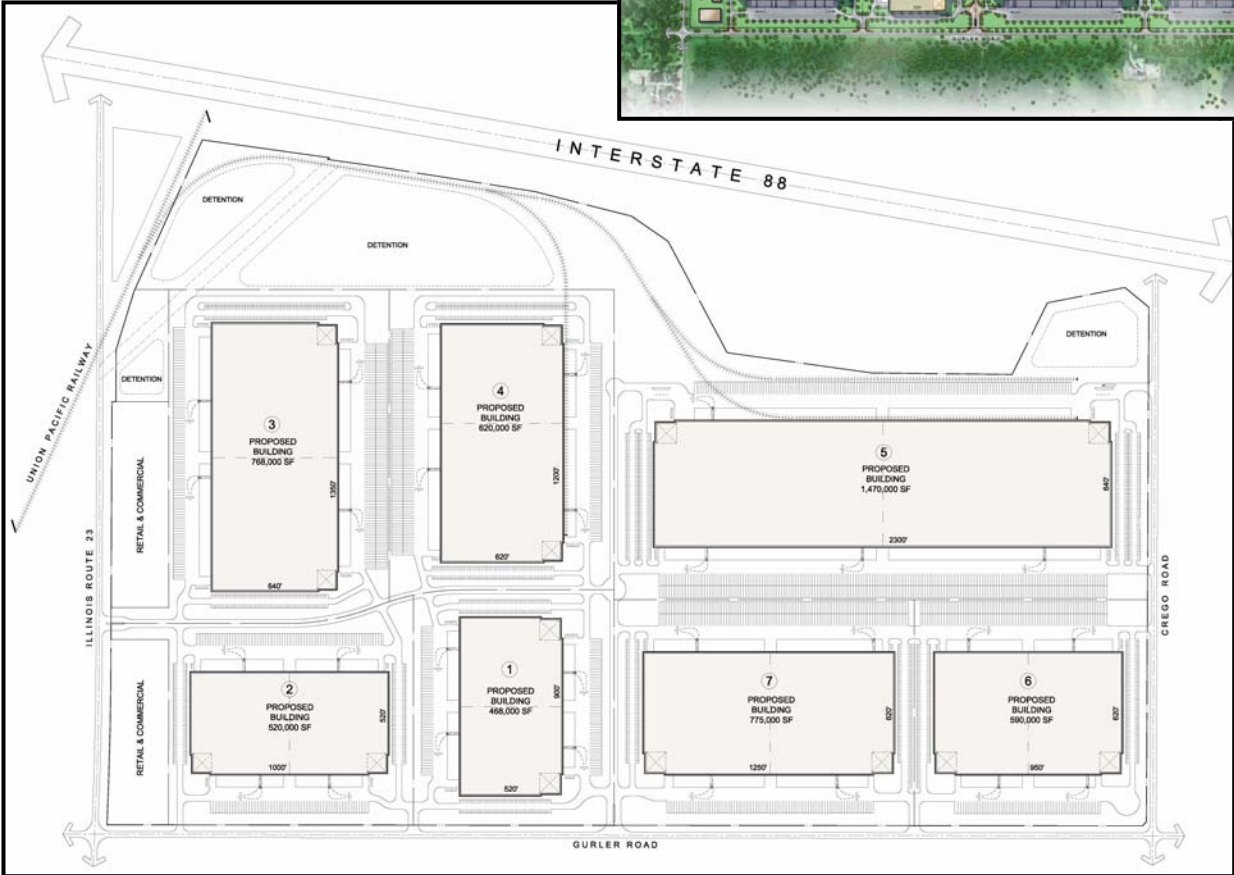 GURLER ROAD
INTERSTATE 88
DETENTION
DETENTION
DETENTION
DETENTION
UNION PACIFIC RAILWAY
ILLINOIS ROUTE 23
RETAIL & COMMERCIAL
RETAIL & COMMERCIAL
3
PROPOSED
BUILDING
768,000 SF
1350'
640'
4
PROPOSED
BUILDING
620,000 SF
1200'
620'
5
PROPOSED
BUILDING
1,470,000 SF
640'
2300'
CREGO ROAD
2
PROPOSED
BUILDING
520,000 SF
520'
1000'
1
PROPOSED
BUILDING
468,000 SF
900'
520'
7
PROPOSED
BUILDING
775,000 SF
620'
1250'
6
PROPOSED
BUILDING
590,000 SF
620'
950'
GURLER ROAD